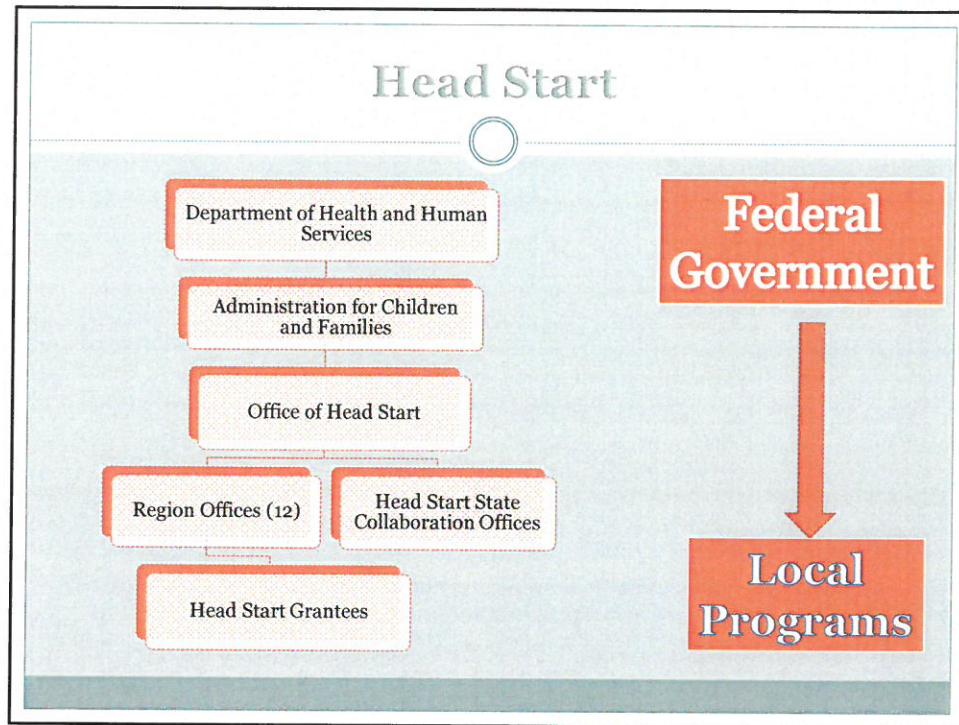 Head Start
Department of Health and Human
Services
Administration for Children
and Families
Office of Head Start
Region Offices (12)
Head Start State
Collaboration Offices
Head Start Grantees
Federal
Government
Local
Programs